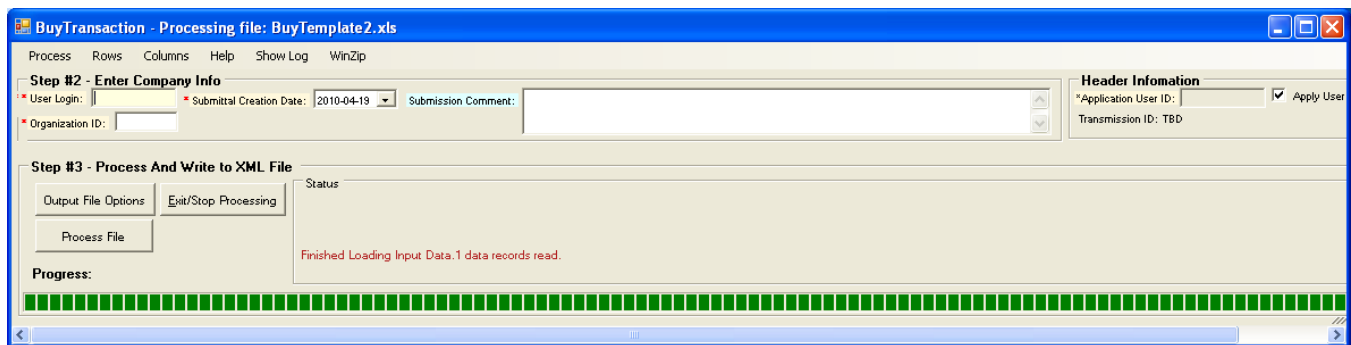 BuyTransaction - Processing file: BuyTemplate2.xls
Process Rows Columns Help Show Log WinZip
Step #2 - Enter Company Info Header Infomation
* User Login: * Submittal Creation Date: 2010-04-19 Submission Comment: *Application User ID: Apply User
* Organization ID: Transmission ID: TBD
Step #3 - Process And Write to XML File
Status
Output File Options Exit/Stop Processing
Process File
Finished Loading Input Data.1 data records read.
Progress: